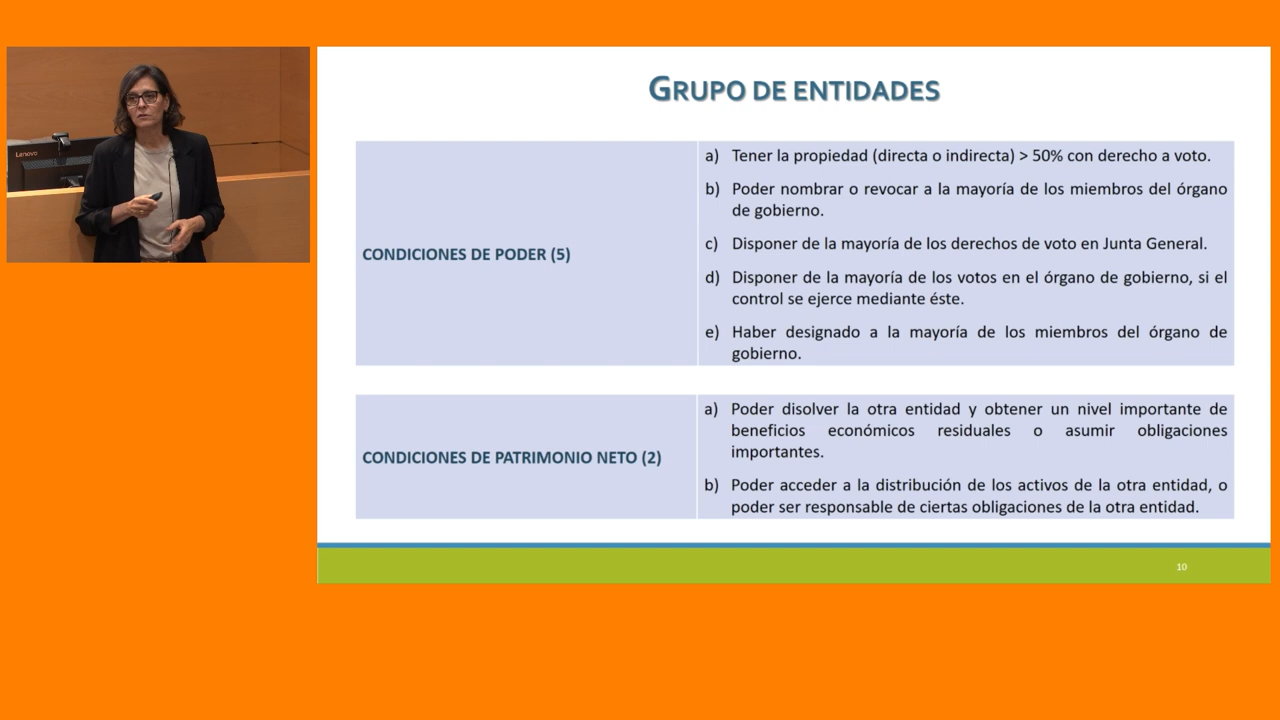 Lenovo
GRUPO DE ENTIDADES
CONDICIONES DE PODER (5)
a) Tener la propiedad (directa o indirecta) > 50% con derecho a voto.
b) Poder nombrar o revocar a la mayoría de los miembros del órgano
de gobierno.
c) Disponer de la mayoría de los derechos de voto en Junta General.
d) Disponer de la mayoría de los votos en el órgano de gobierno, si el
control se ejerce mediante éste.
e) Haber designado a la mayoría de los miembros del órgano de
gobierno.
CONDICIONES DE PATRIMONIO NETO (2)
a) Poder disolver la otra entidad y obtener un nivel importante de
beneficios económicos residuales o asumir obligaciones
importantes.
b) Poder acceder a la distribución de los activos de la otra entidad, o
poder ser responsable de ciertas obligaciones de la otra entidad.
10